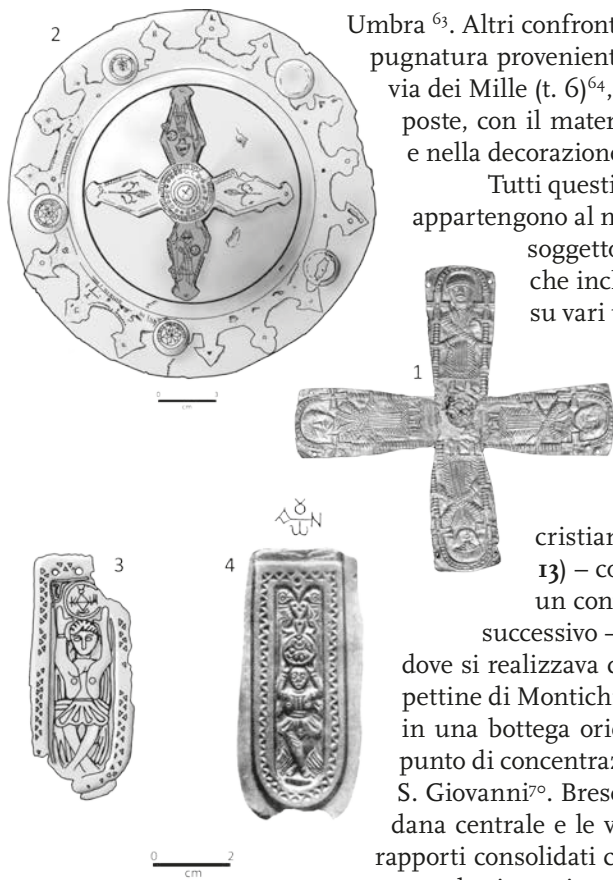 2
Umbra ⁶³. Altri confront
pugnatura provenient
via dei Mille (t. 6)⁶⁴,
poste, con il mater
e nella decorazione
Tutti questi
appartengono al n
soggetto
che incl
su vari
0 3
cm
1
cristian
13) – co
un con
successivo –
3
4
dove si realizzava c
pettine di Montich
in una bottega orie
punto di concentraz
S. Giovanni⁷⁰. Bresc
dana centrale e le v
rapporti consolidati c
0 2
cm